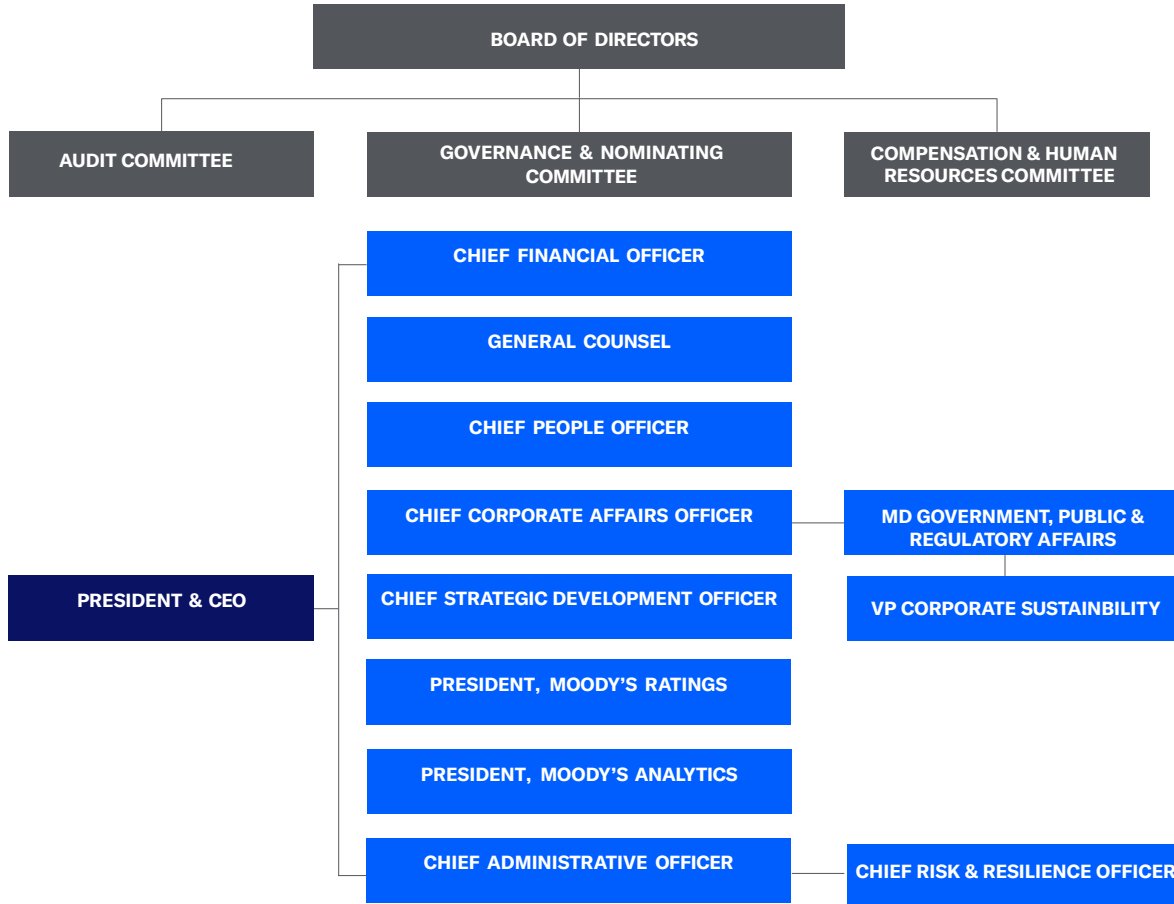 BOARD OF DIRECTORS
AUDIT COMMITTEE
GOVERNANCE & NOMINATING
COMMITTEE
COMPENSATION & HUMAN
RESOURCES COMMITTEE
CHIEF FINANCIAL OFFICER
GENERAL COUNSEL
CHIEF PEOPLE OFFICER
CHIEF CORPORATE AFFAIRS OFFICER
MD GOVERNMENT, PUBLIC &
REGULATORY AFFAIRS
PRESIDENT & CEO
CHIEF STRATEGIC DEVELOPMENT OFFICER
VP CORPORATE SUSTAINBILITY
PRESIDENT, MOODY’S RATINGS
PRESIDENT, MOODY’S ANALYTICS
CHIEF ADMINISTRATIVE OFFICER
CHIEF RISK & RESILIENCE OFFICER